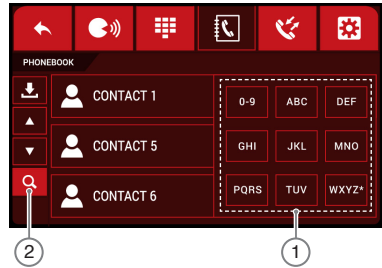 PHONEBOOK
CONTACT 1
CONTACT 5
CONTACT 6
0-9 ABC DEF
GHI JKL MNO
PQRS TUV WXYZ*
2 1